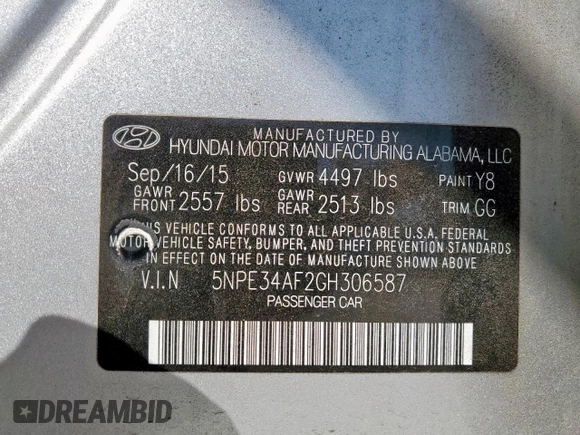 MANUFACTURED BY
HYUNDAI MOTOR MANUFACTURING ALABAMA, LLC
Sep/16/15 GVWR 4497 lbs PAINT Y8
GAWR FRONT 2557 lbs GAWR REAR 2513 lbs TRIM GG
THIS VEHICLE CONFORMS TO ALL APPLICABLE U.S.A. FEDERAL
MOTOR VEHICLE SAFETY, BUMPER, AND THEFT PREVENTION
STANDARDS IN EFFECT ON THE DATE OF MANUFACTURE SHOWN ABOVE
V.I.N 5NPE34AF2GH306587
PASSENGER CAR
DREAMBID